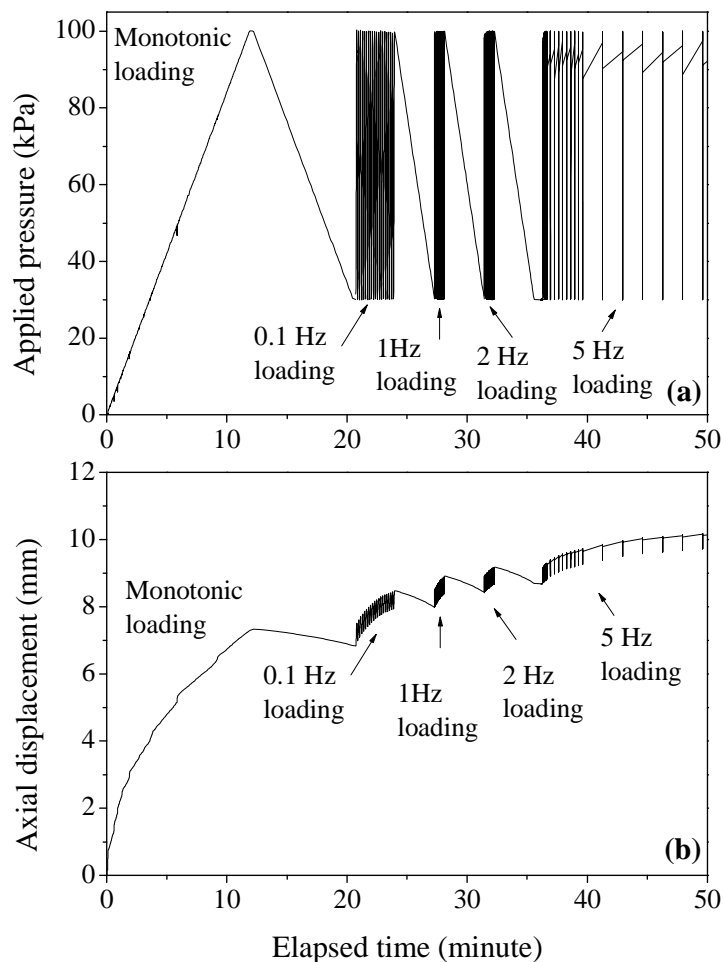 100
80
60
40
20
0
Applied pressure (kPa)
Monotonic
loading
0.1 Hz
loading
1Hz
loading
2 Hz
loading
5 Hz
loading
(a)
0 10 20 30 40 50
12
10
8
6
4
2
0
Axial displacement (mm)
Monotonic
loading
0.1 Hz
loading
1Hz
loading
2 Hz
loading
5 Hz
loading
(b)
0 10 20 30 40 50
Elapsed time (minute)